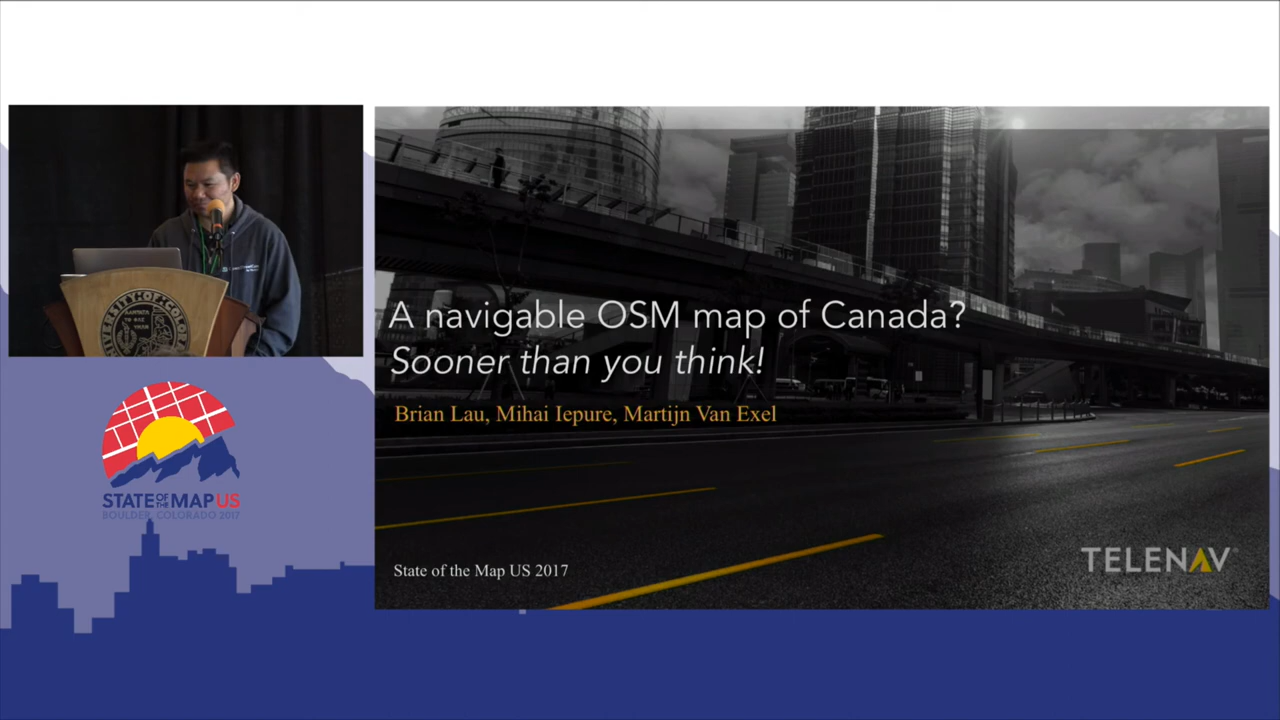 A navigable OSM map of Canada?
Sooner than you think!
Brian Lau, Mihai Iepure, Martijn Van Exel
State of the Map US 2017
TELENAV
STATE OF THE MAP US
BOULDER, COLORADO 2017